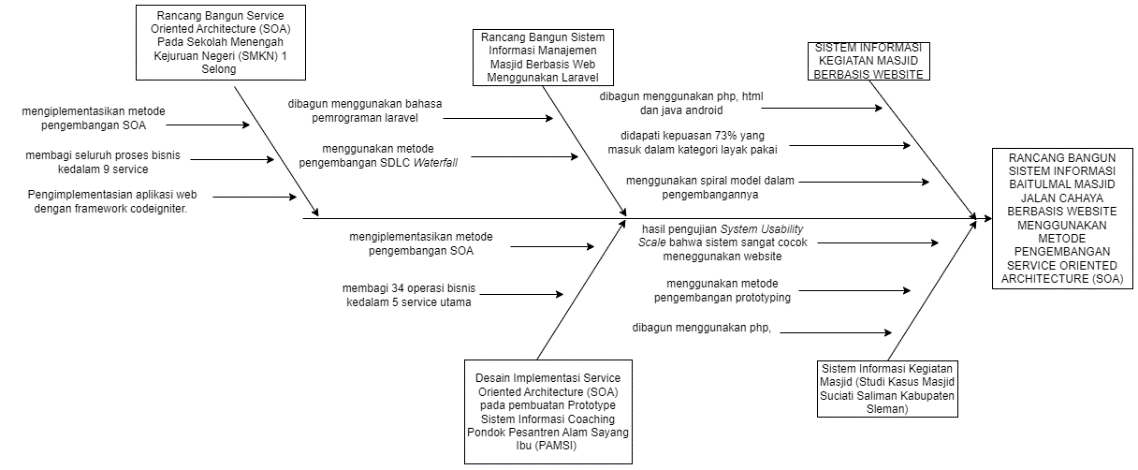 Rancang Bangun Service
Oriented Architecture (SOA)
Pada Sekolah Menengah
Kejuruan Negeri (SMKN) 1
Selong
mengiplementasikan metode
pengembangan SOA
membagi seluruh proses bisnis
kedalam 9 service
Pengimplementasian aplikasi web
dengan framework codeigniter.
Rancang Bangun Sistem
Informasi Manajemen
Masjid Berbasis Web
Menggunakan Laravel
dibagun menggunakan bahasa
pemrograman laravel
menggunakan metode
pengembangan SDLC Waterfall
SISTEM INFORMASI
KEGIATAN MASJID
BERBASIS WEBSITE
dibagun menggunakan php, html
dan java android
didapati kepuasan 73% yang
masuk dalam kategori layak pakai
menggunakan spiral model dalam
pengembangannya
mengiplementasikan metode
pengembangan SOA
membagi 34 operasi bisnis
kedalam 5 service utama
Desain Implementasi Service
Oriented Architecture (SOA)
pada pembuatan Prototype
Sistem Informasi Coaching
Pondok Pesantren Alam Sayang
Ibu (PAMSI)
hasil pengujian System Usability
Scale bahwa sistem sangat cocok
meneggunakan website
menggunakan metode
pengembangan prototyping
dibagun menggunakan php,
Sistem Informasi Kegiatan
Masjid (Studi Kasus Masjid
Suciati Saliman Kabupaten
Sleman)
RANCANG BANGUN
SISTEM INFORMASI
BAITULMAL MASJID
JALAN CAHAYA
BERBASIS WEBSITE
MENGGUNAKAN
METODE
PENGEMBANGAN
SERVICE ORIENTED
ARCHITECTURE (SOA)